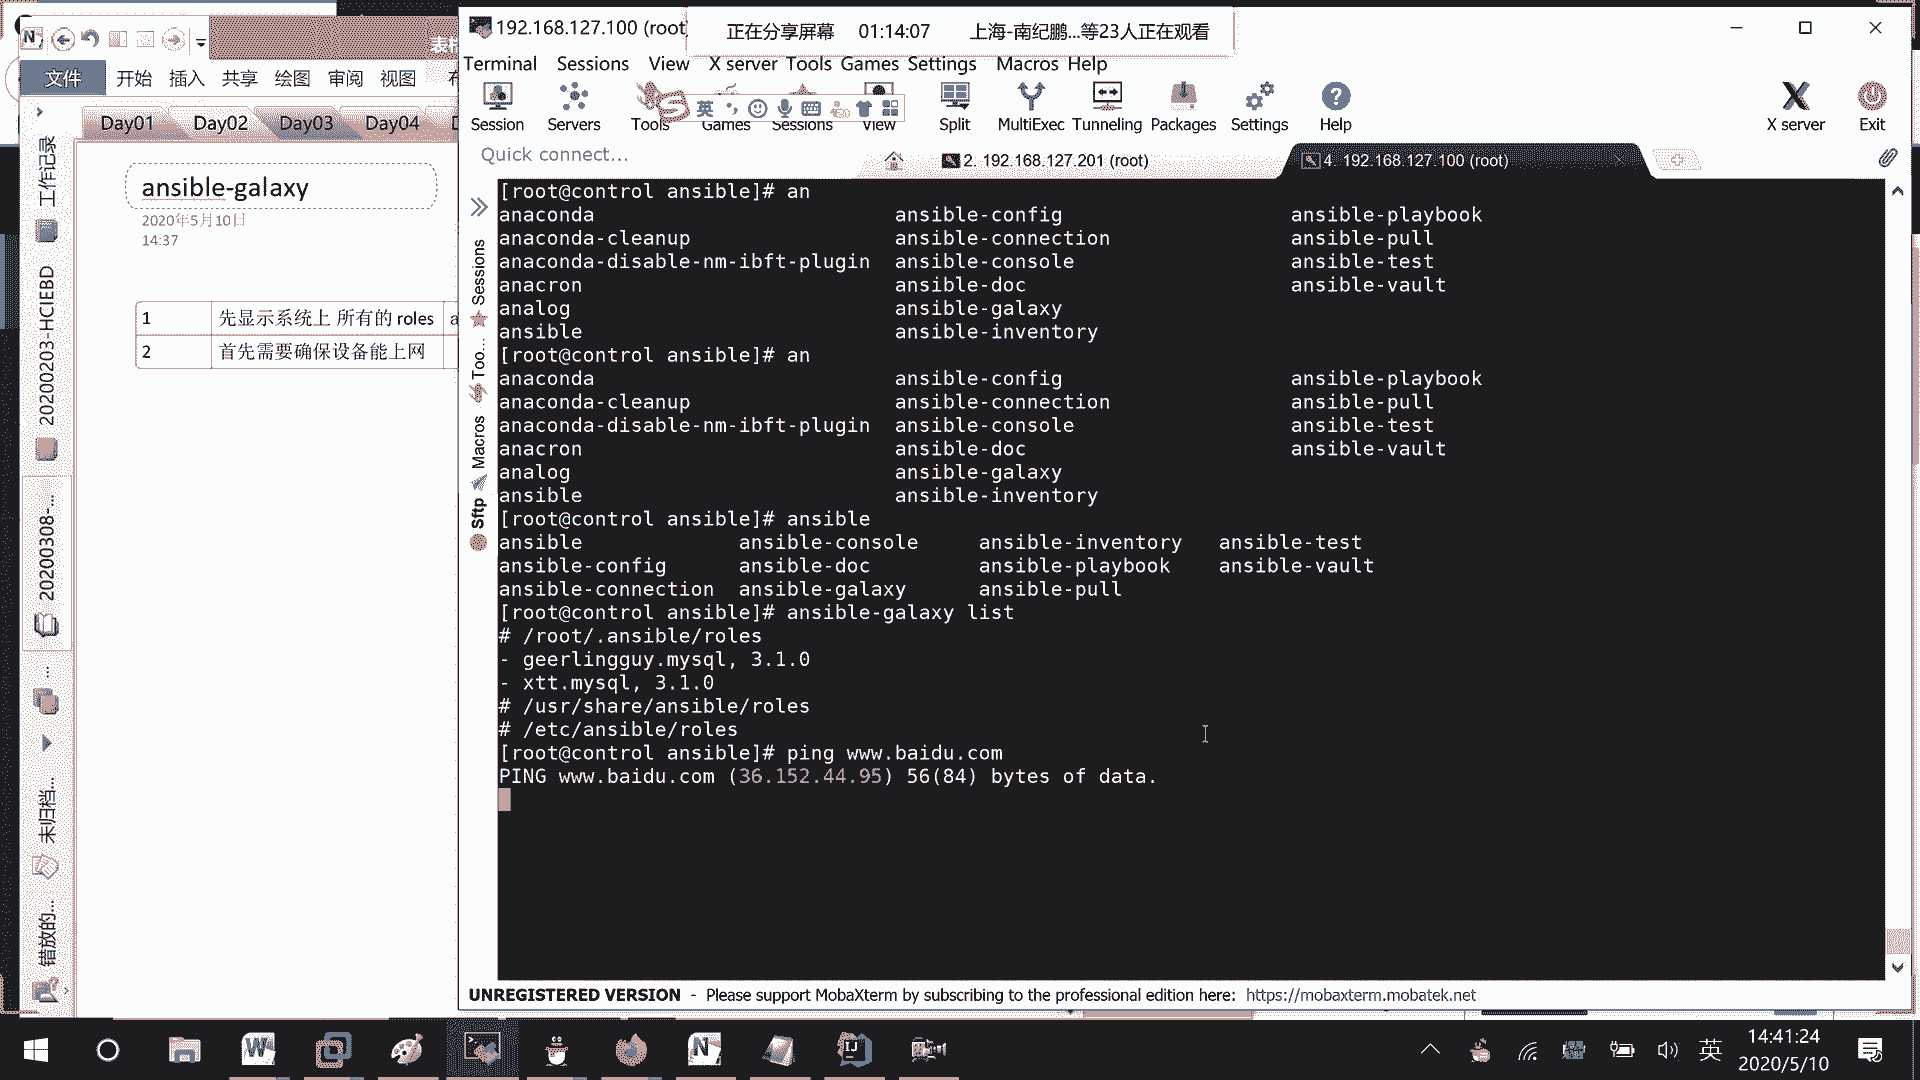 192.168.127.100 (root)
正在分享屏幕 01:14:07 上海-南纪鹏...等23人正在观看
Terminal Sessions View X server Tools Games Settings Macros Help
Session Servers Tools Games Sessions View Split MultiExec Tunneling Packages Settings Help X server Exit
英
Quick connect...
2. 192.168.127.201 (root)
4. 192.168.127.100 (root)
文件 开始 插入 共享 绘图 审阅 视图
Day01 Day02 Day03 Day04
工作记录
20200203-HCIEBD
20200308-...
未归档...
错放的...
ansible-galaxy
2020年5月10日
14:37
1 先显示系统上 所有的 roles a
2 首先需要确保设备能上网
Sessions
Too...
Macros
Sftp
[root@control ansible]# an
anaconda ansible-config ansible-playbook
anaconda-cleanup ansible-connection ansible-pull
anaconda-disable-nm-ibft-plugin ansible-console ansible-test
anacron ansible-doc ansible-vault
analog ansible-galaxy
ansible ansible-inventory
[root@control ansible]# an
anaconda ansible-config ansible-playbook
anaconda-cleanup ansible-connection ansible-pull
anaconda-disable-nm-ibft-plugin ansible-console ansible-test
anacron ansible-doc ansible-vault
analog ansible-galaxy
ansible ansible-inventory
[root@control ansible]# ansible
ansible ansible-console ansible-inventory ansible-test
ansible-config ansible-doc ansible-playbook ansible-vault
ansible-connection ansible-galaxy ansible-pull
[root@control ansible]# ansible-galaxy list
# /root/.ansible/roles
- geerlingguy.mysql, 3.1.0
- xtt.mysql, 3.1.0
# /usr/share/ansible/roles
# /etc/ansible/roles
[root@control ansible]# ping www.baidu.com
PING www.baidu.com (36.152.44.95) 56(84) bytes of data.
UNREGISTERED VERSION - Please support MobaXterm by subscribing to the professional edition here: https://mobaxterm.mobatek.net
英
14:41:24
2020/5/10